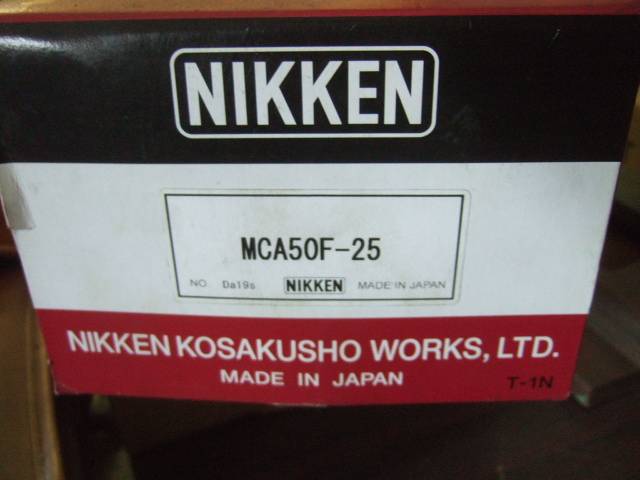 NIKKEN
MCA50F-25
NO. Da19s NIKKEN MADE IN JAPAN
NIKKEN KOSAKUSHO WORKS, LTD.
MADE IN JAPAN
T-1N